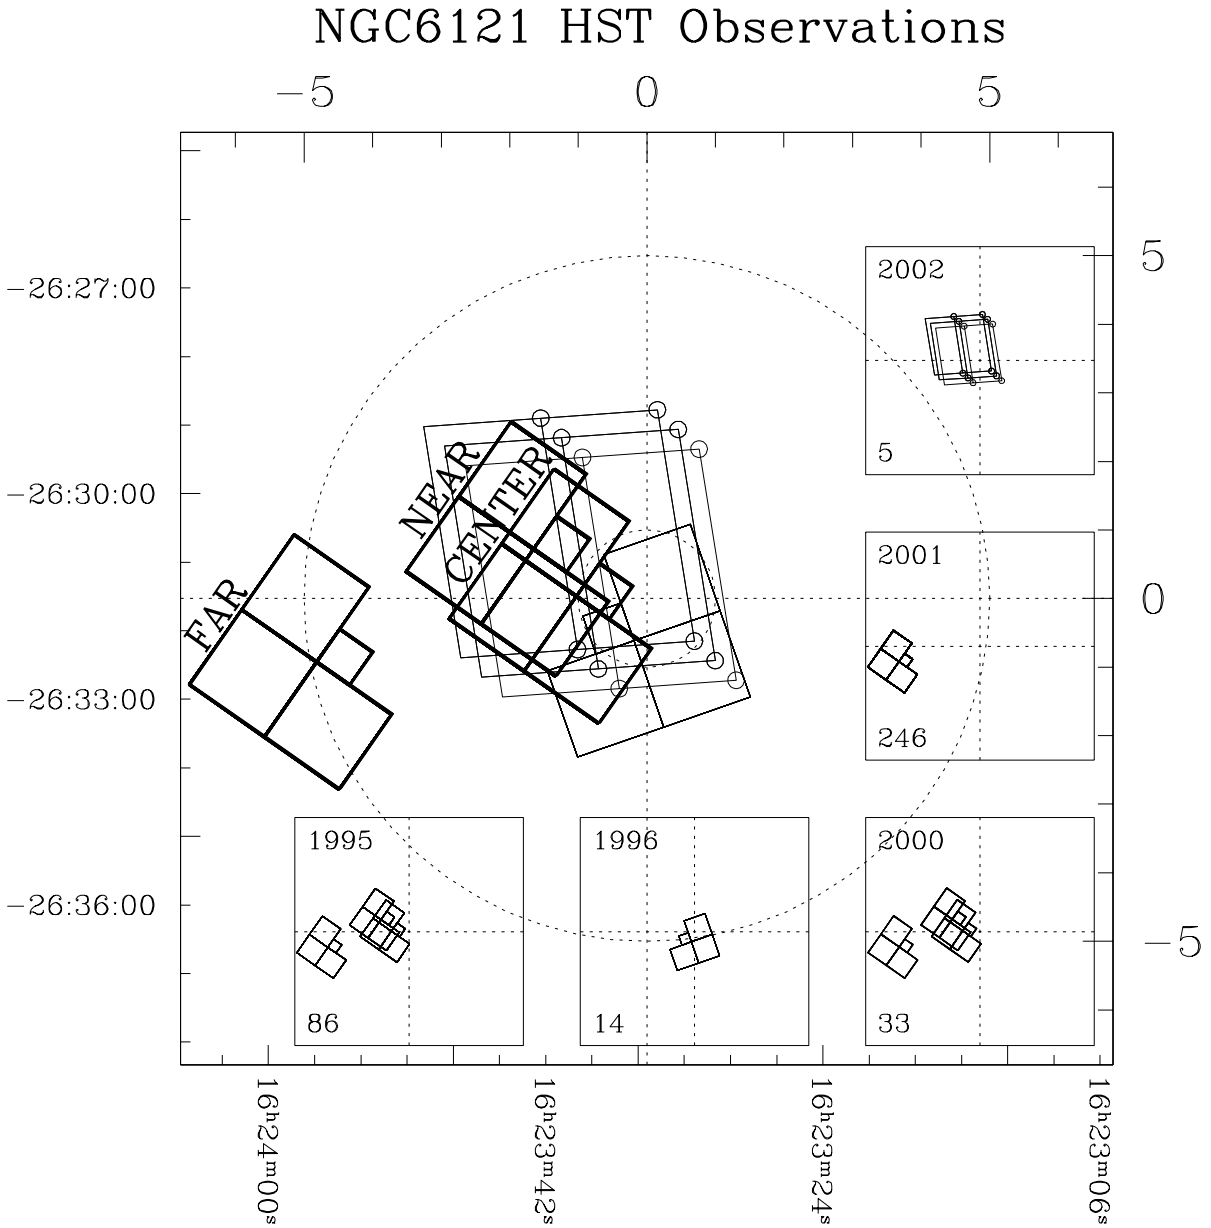 NGC6121 HST Observations
−5 0 5
2002
5
5
−26:27:00
NEAR
CENTER
−26:30:00
5
2001
FAR
0
−26:33:00
246
1995
1996
2000
−26:36:00
−5
86
14
33
16ʰ24ᵐ00ˢ
16ʰ23ᵐ42ˢ
16ʰ23ᵐ24ˢ
16ʰ23ᵐ06ˢ